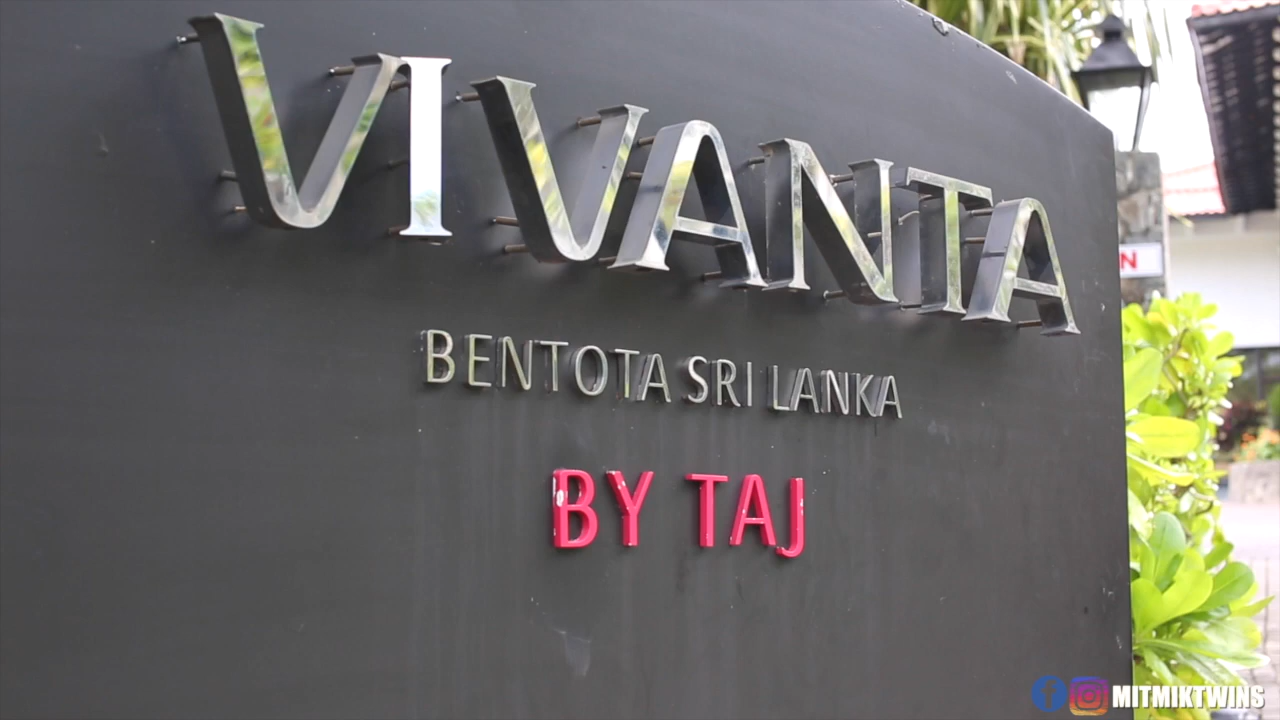 VIVANTA
BENTOTA SRI LANKA
BY TAJ
N
MITMIKTWINS